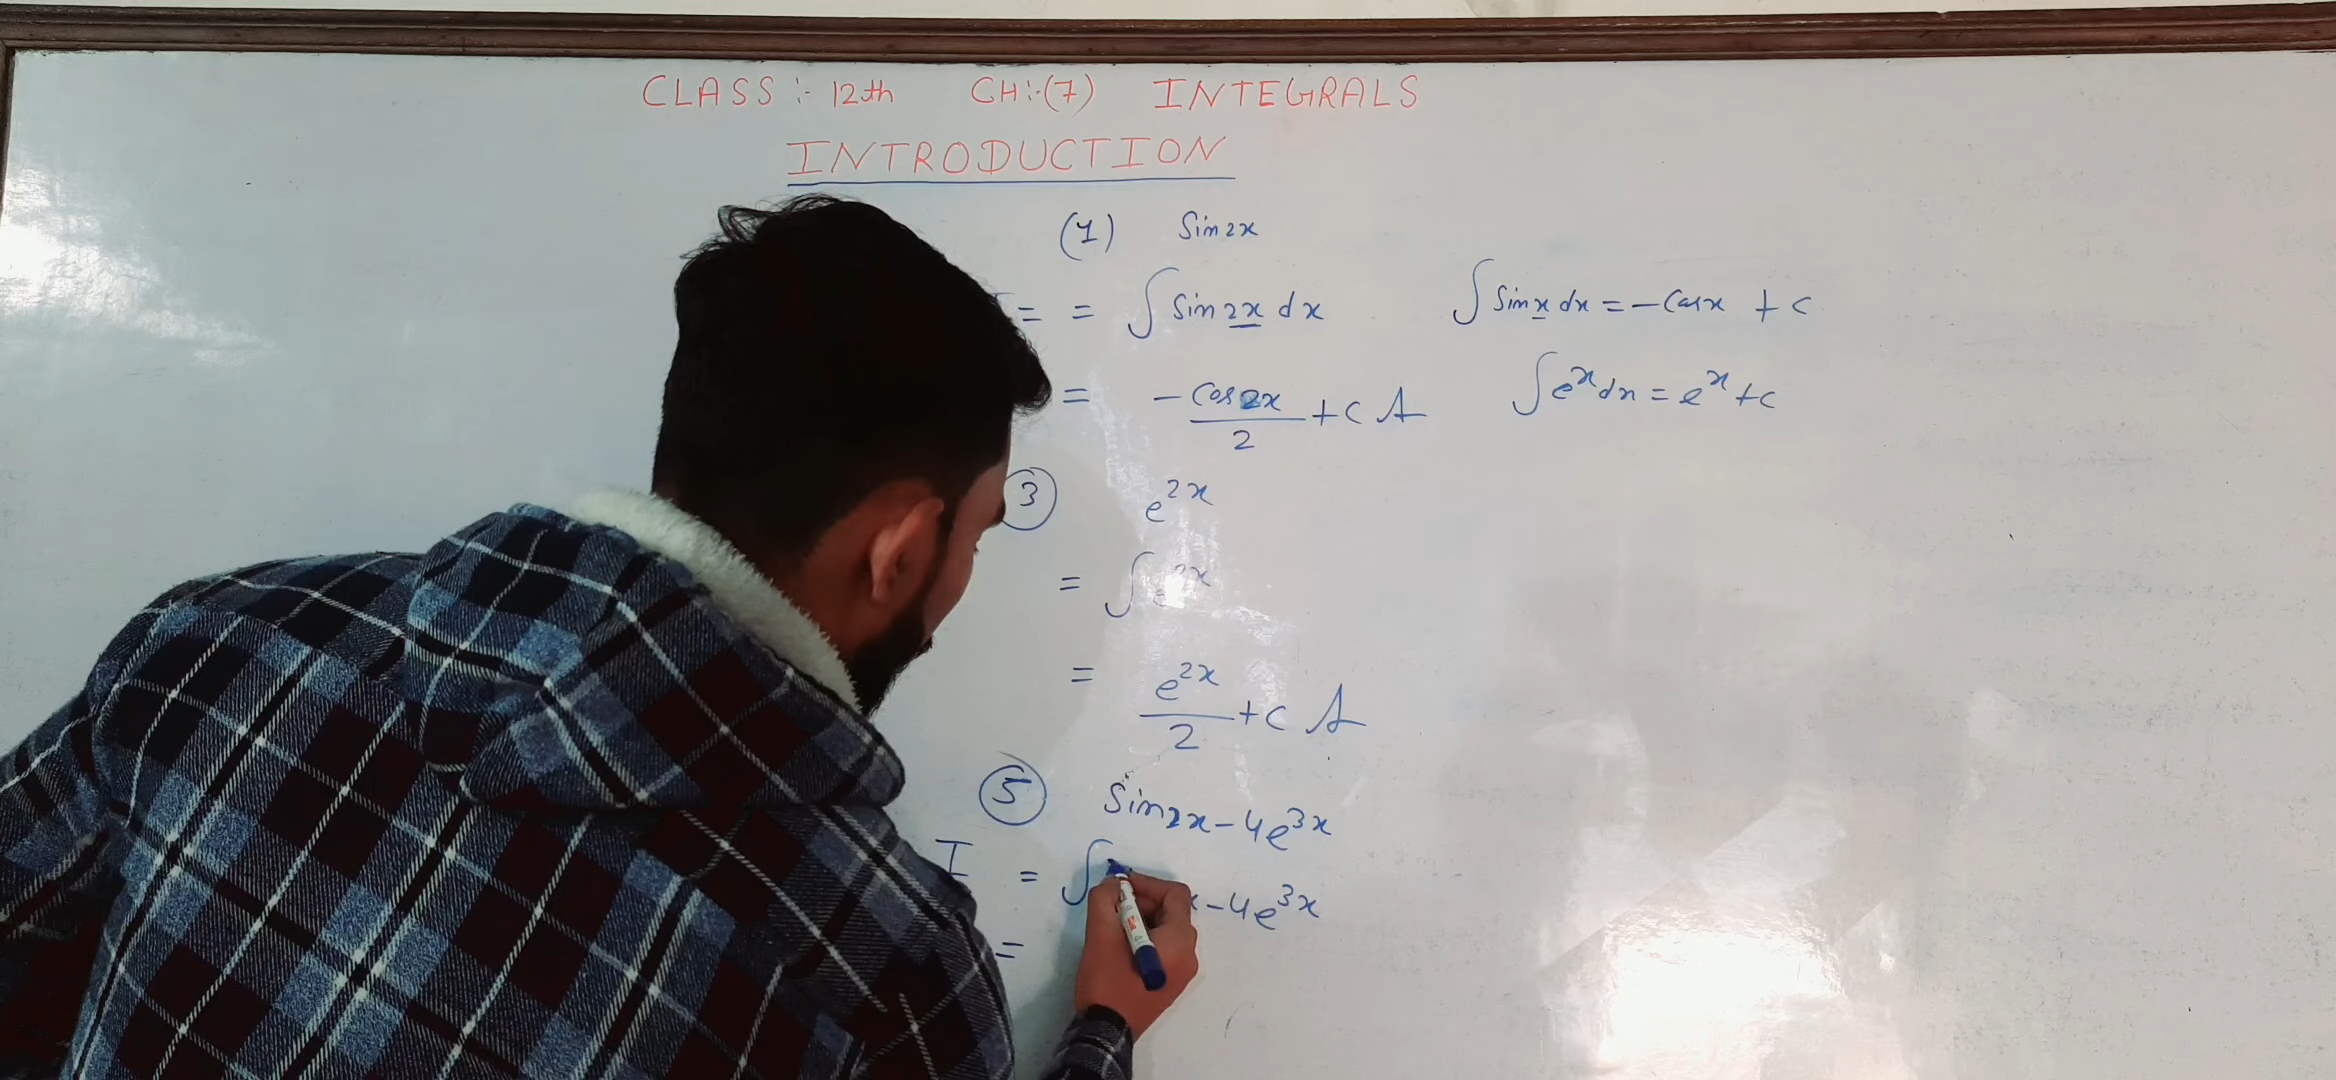 CLASS :- 12th CH:-(7) INTEGRALS
INTRODUCTION
(1) Sin2x
= = ∫ Sin2x dx
= -Cos2x/2 + C
∫ Sinx dx = -Cosx + C
∫ e^x dx = e^x + C
3 e^2x
= ∫ e^2x
= e^2x/2 + C
5 Sin2x - 4e^3x
I = ∫ x - 4e^3x
=